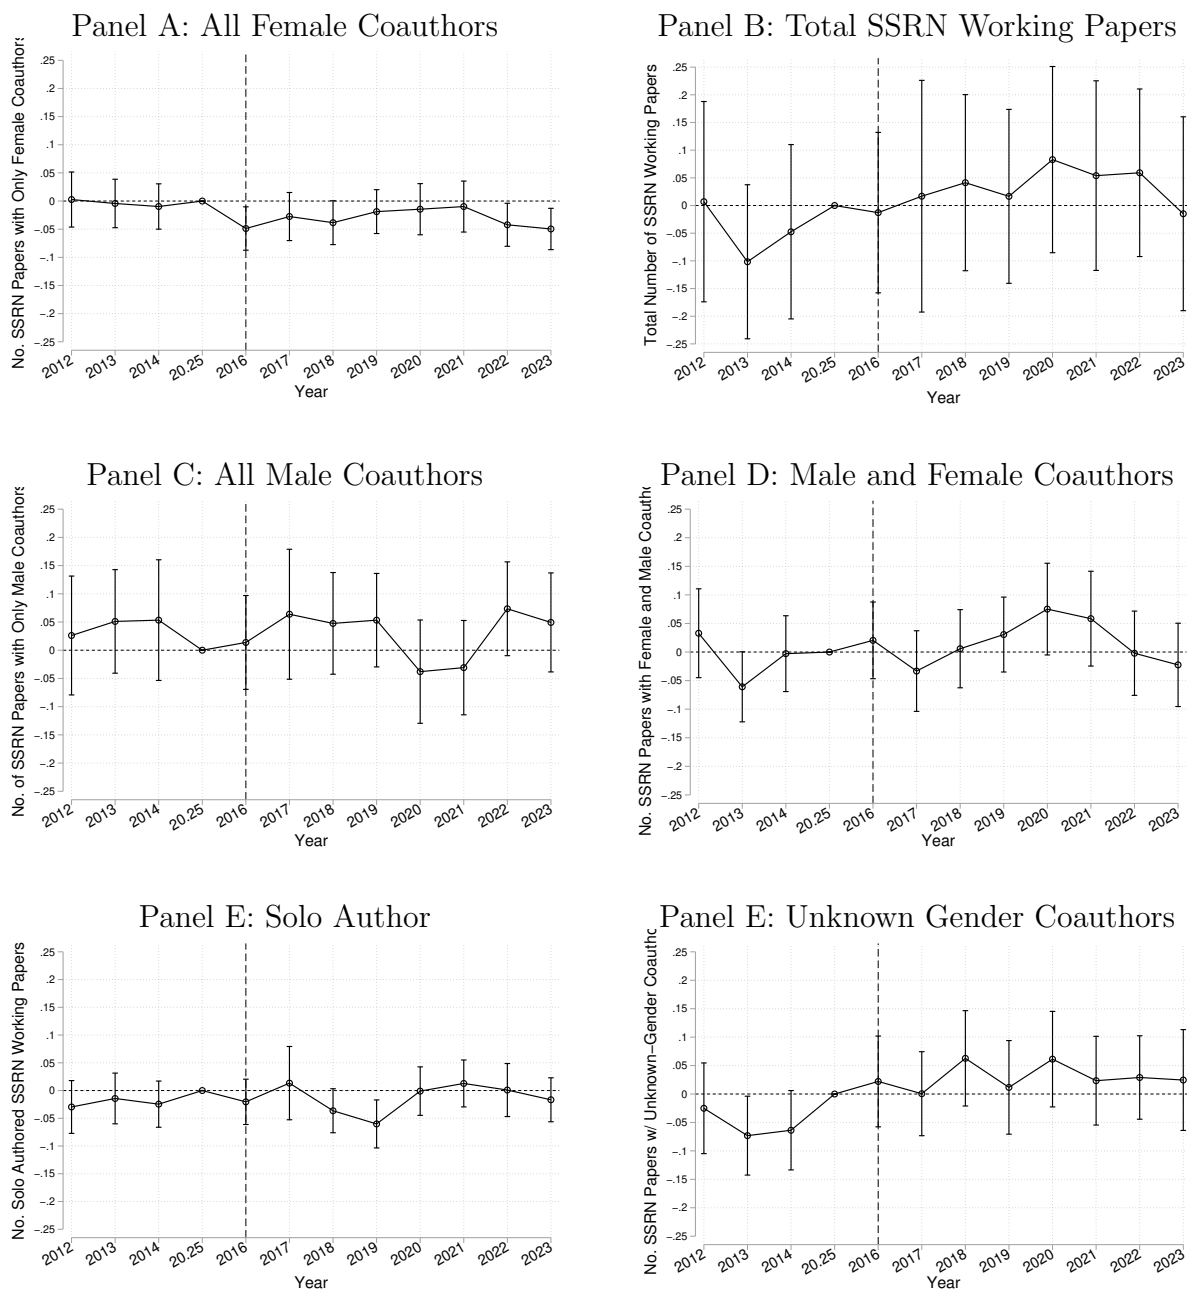 Panel A: All Female Coauthors
No. SSRN Papers with Only Female Coauthors
.25
.2
.15
.1
.05
0
−.05
−.1
−.15
−.2
−.25
2012 2013 2014 20.25 2016 2017 2018 2019 2020 2021 2022 2023
Year
Panel B: Total SSRN Working Papers
Total Number of SSRN Working Papers
.25
.2
.15
.1
.05
0
−.05
−.1
−.15
−.2
−.25
2012 2013 2014 20.25 2016 2017 2018 2019 2020 2021 2022 2023
Year
Panel C: All Male Coauthors
No. of SSRN Papers with Only Male Coauthors
.25
.2
.15
.1
.05
0
−.05
−.1
−.15
−.2
−.25
2012 2013 2014 20.25 2016 2017 2018 2019 2020 2021 2022 2023
Year
Panel D: Male and Female Coauthors
No. SSRN Papers with Female and Male Coautho
.25
.2
.15
.1
.05
0
−.05
−.1
−.15
−.2
−.25
2012 2013 2014 20.25 2016 2017 2018 2019 2020 2021 2022 2023
Year
Panel E: Solo Author
No. Solo Authored SSRN Working Papers
.25
.2
.15
.1
.05
0
−.05
−.1
−.15
−.2
−.25
2012 2013 2014 20.25 2016 2017 2018 2019 2020 2021 2022 2023
Year
Panel E: Unknown Gender Coauthors
No. SSRN Papers w/ Unknown−Gender Coautho
.25
.2
.15
.1
.05
0
−.05
−.1
−.15
−.2
−.25
2012 2013 2014 20.25 2016 2017 2018 2019 2020 2021 2022 2023
Year